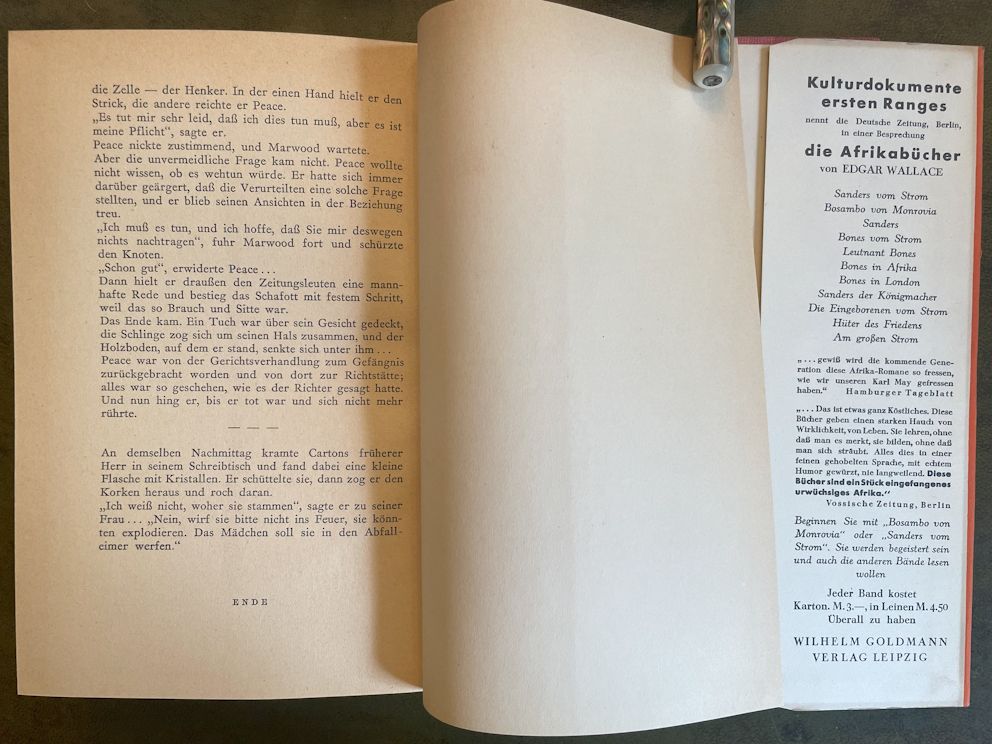 die Zelle — der Henker. In der einen Hand hielt er den
Strick, die andere reichte er Peace.
„Es tut mir sehr leid, daß ich dies tun muß, aber es ist
meine Pflicht“, sagte er.
Peace nickte zustimmend, und Marwood wartete.
Aber die unvermeidliche Frage kam nicht. Peace wollte
nicht wissen, ob es wehtun würde. Er hatte sich immer
darüber geärgert, daß die Verurteilten eine solche Frage
stellten, und er blieb seinen Ansichten in der Beziehung
treu.
„Ich muß es tun, und ich hoffe, daß Sie mir deswegen
nichts nachtragen“, fuhr Marwood fort und schürzte
den Knoten.
„Schon gut“, erwiderte Peace ...
Dann hielt er draußen den Zeitungsleuten eine mann-
hafte Rede und bestieg das Schafott mit festem Schritt,
weil das so Brauch und Sitte war.
Das Ende kam. Ein Tuch war über sein Gesicht gedeckt,
die Schlinge zog sich um seinen Hals zusammen, und der
Holzboden, auf dem er stand, senkte sich unter ihm ...
Peace war von der Gerichtsverhandlung zum Gefängnis
zurückgebracht worden und von dort zur Richtstätte;
alles war so geschehen, wie es der Richter gesagt hatte.
Und nun hing er, bis er tot war und sich nicht mehr
rührte.
— — —
An demselben Nachmittag kramte Cartons früherer
Herr in seinem Schreibtisch und fand dabei eine kleine
Flasche mit Kristallen. Er schüttelte sie, dann zog er den
Korken heraus und roch daran.
„Ich weiß nicht, woher sie stammen“, sagte er zu seiner
Frau ... „Nein, wirf sie bitte nicht ins Feuer, sie könn-
ten explodieren. Das Mädchen soll sie in den Abfall-
eimer werfen.“
ENDE
Kulturdokumente
ersten Ranges
nennt die Deutsche Zeitung, Berlin,
in einer Besprechung
die Afrikabücher
von EDGAR WALLACE
Sanders vom Strom
Bosambo von Monrovia
Sanders
Bones vom Strom
Leutnant Bones
Bones in Afrika
Bones in London
Sanders der Königmacher
Die Eingeborenen vom Strom
Hüter des Friedens
Am großen Strom
„ ... gewiß wird die kommende Gene-
ration diese Afrika-Romane so fressen,
wie wir unseren Karl May gefressen
haben.“ Hamburger Tageblatt
„ ... Das ist etwas ganz Köstliches. Diese
Bücher geben einen starken Hauch von
Wirklichkeit, von Leben. Sie lehren, ohne
daß man es merkt, sie bilden, ohne daß
man sich sträubt. Alles dies in einer
feinen gehobelten Sprache, mit echtem
Humor gewürzt, nie langweilend. Diese
Bücher sind ein Stück eingefangenes
urwüchsiges Afrika.“
Vossische Zeitung, Berlin
Beginnen Sie mit „Bosambo von
Monrovia“ oder „Sanders vom
Strom“. Sie werden begeistert sein
und auch die anderen Bände lesen
wollen
Jeder Band kostet
Karton. M. 3.—, in Leinen M. 4.50
Überall zu haben
WILHELM GOLDMANN
VERLAG LEIPZIG